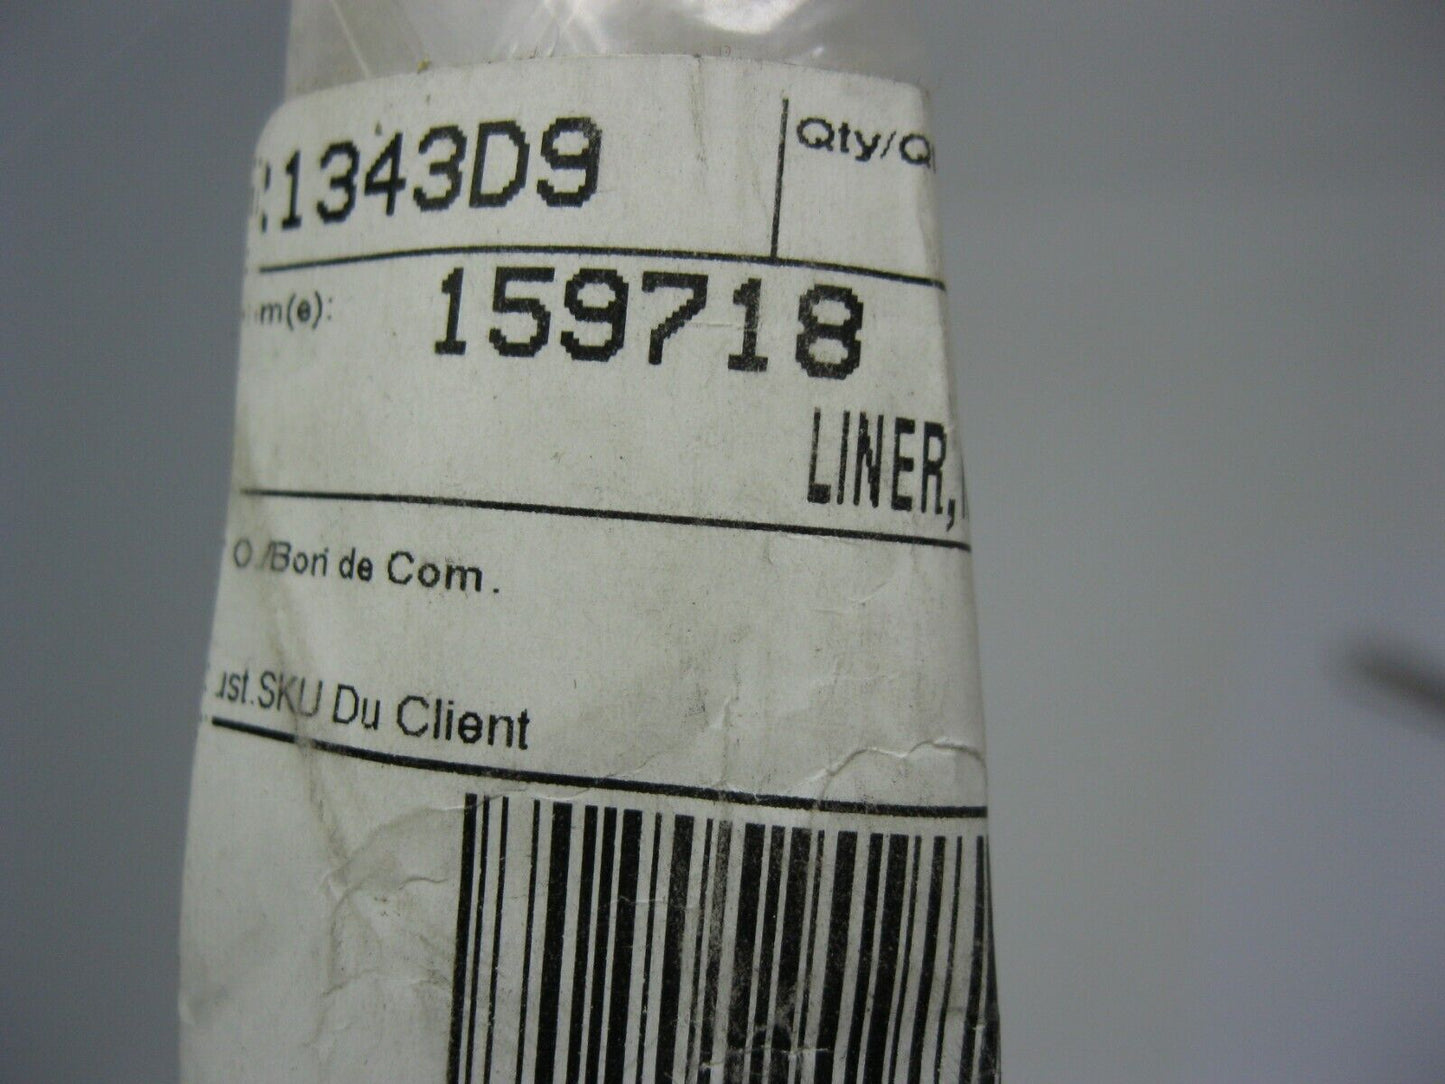 1343D9 Qty/Q
m(e): 159718
LINER,
O./Bon de Com.
ust.SKU Du Client